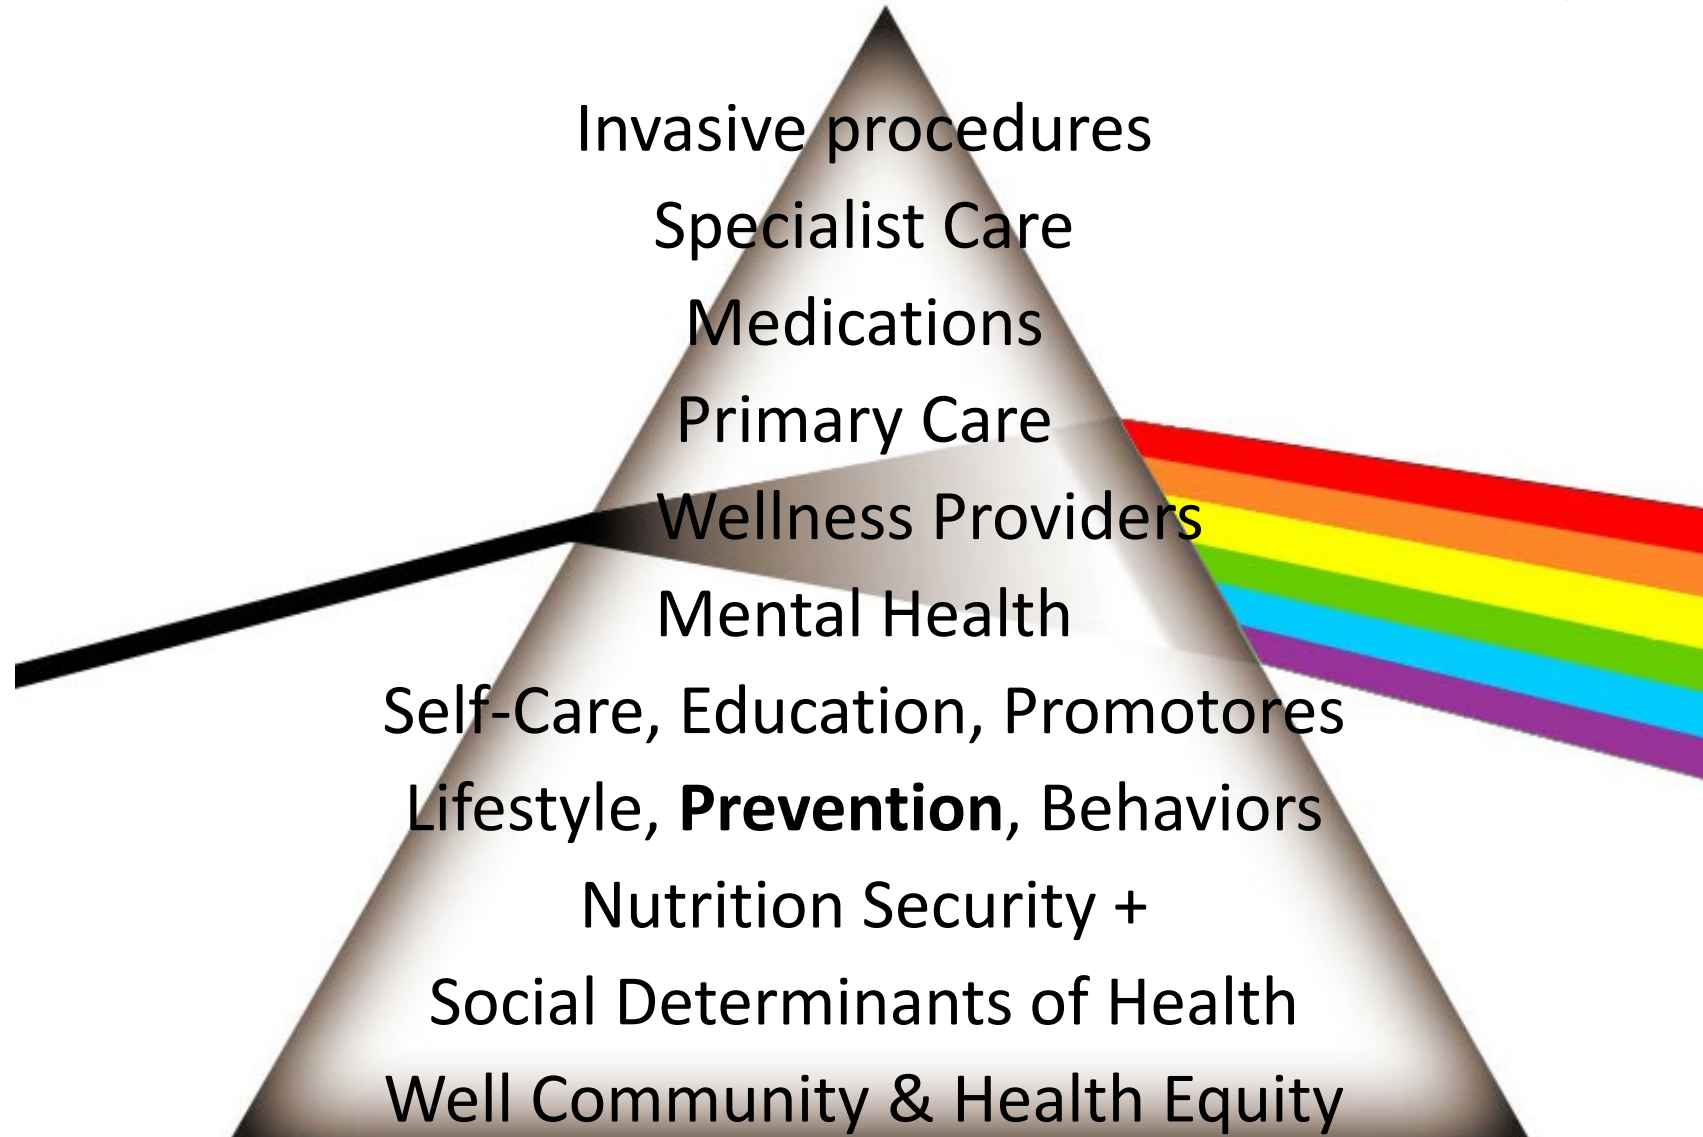 Invasive procedures
Specialist Care
Medications
Primary Care
Wellness Providers
Mental Health
Self-Care, Education, Promotores
Lifestyle, Prevention, Behaviors
Nutrition Security +
Social Determinants of Health
Well Community & Health Equity